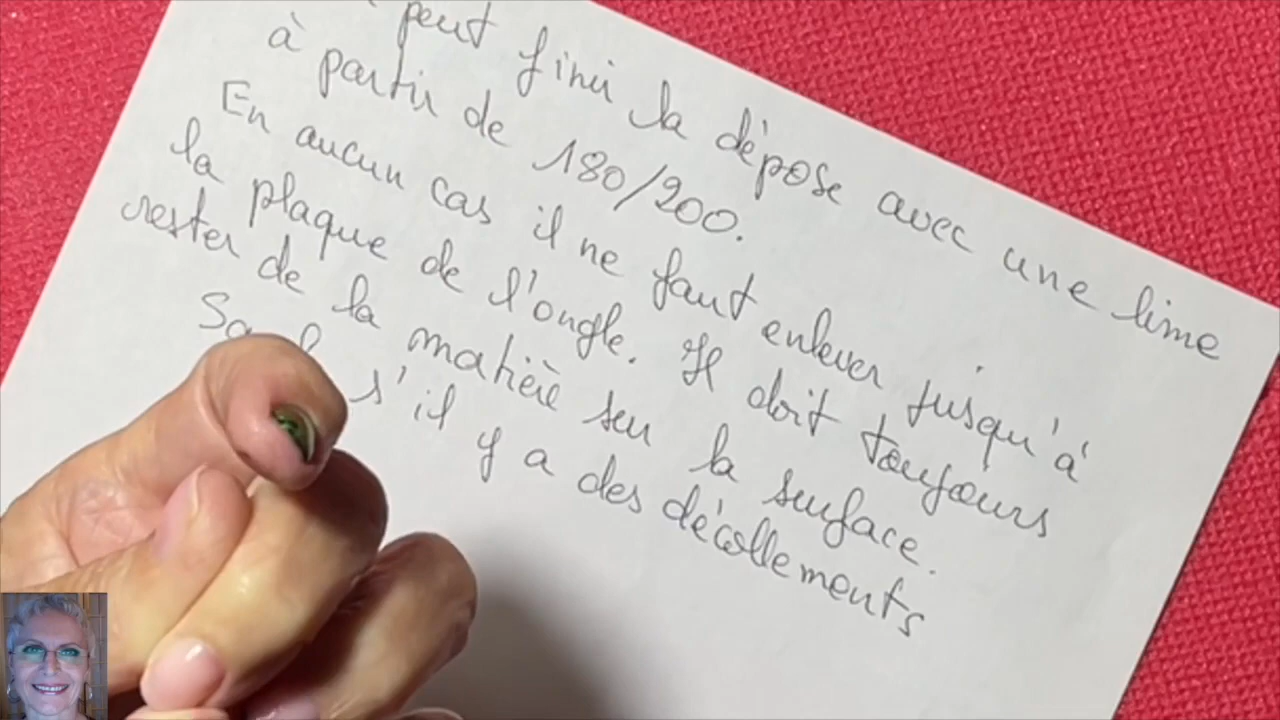 peut finir la dépose avec une lime
à partir de 180/200.
En aucun cas il ne faut enlever jusqu'à
la plaque de l'ongle. Il doit toujours
rester de la matière sur la surface.
s'il y a des décollements